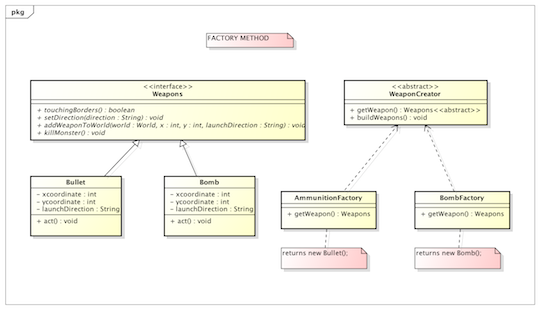 pkg
FACTORY METHOD
<<interface>>
Weapons
+ touchingBorders() : boolean
+ setDirection(direction : String) : void
+ addWeaponToWorld(world : World, x : int, y : int, launchDirection : String) : void
+ killMonster() : void
<<abstract>>
WeaponCreator
+ getWeapon() : Weapons<<abstract>>
+ buildWeapons() : void
Bullet
- xcoordinate : int
- ycoordinate : int
- launchDirection : String
+ act() : void
Bomb
- xcoordinate : int
- ycoordinate : int
- launchDirection : String
+ act() : void
AmmunitionFactory
+ getWeapon() : Weapons
BombFactory
+ getWeapon() : Weapons
returns new Bullet();
returns new Bomb();